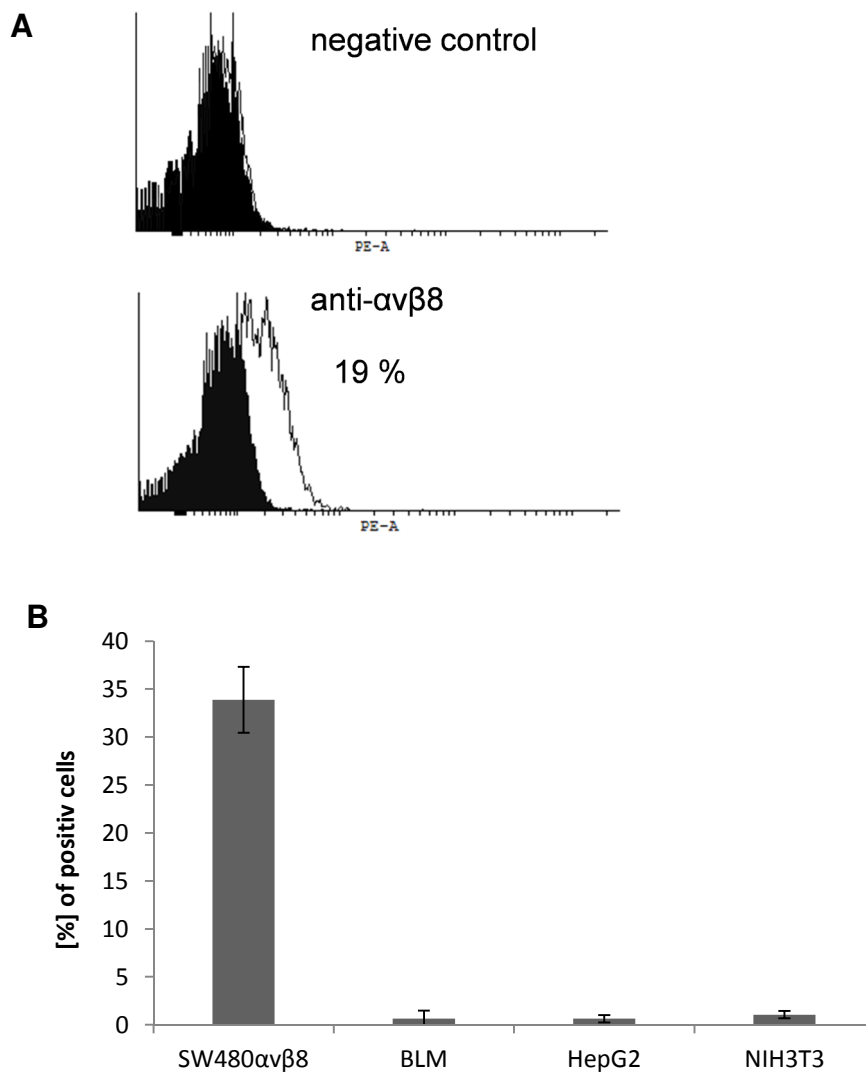 A
negative control
PE-A
anti-αvβ8
19 %
PE-A
B
40
35
30
25
20
15
10
5
0
[%] of positiv cells
SW480αvβ8 BLM HepG2 NIH3T3